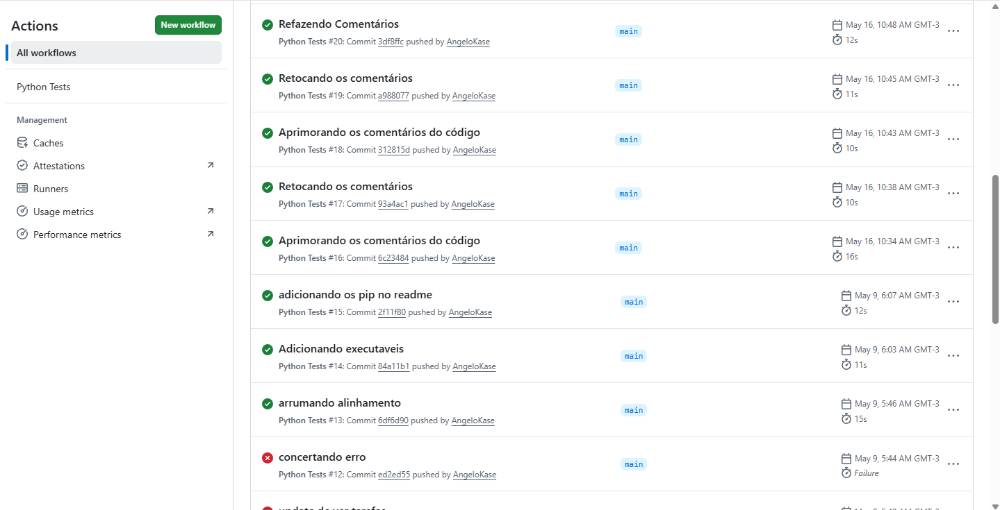 Actions
New workflow
All workflows
Python Tests
Management
Caches
Attestations
Runners
Usage metrics
Performance metrics
Refazendo Comentários
Python Tests #20: Commit 3df8ffc pushed by AngeloKase
main
May 16, 10:48 AM GMT-3
12s
Retocando os comentários
Python Tests #19: Commit a988077 pushed by AngeloKase
main
May 16, 10:45 AM GMT-3
11s
Aprimorando os comentários do código
Python Tests #18: Commit 312815d pushed by AngeloKase
main
May 16, 10:43 AM GMT-3
10s
Retocando os comentários
Python Tests #17: Commit 93a4ac1 pushed by AngeloKase
main
May 16, 10:38 AM GMT-3
10s
Aprimorando os comentários do código
Python Tests #16: Commit 6c23484 pushed by AngeloKase
main
May 16, 10:34 AM GMT-3
16s
adicionando os pip no readme
Python Tests #15: Commit 2f11f80 pushed by AngeloKase
main
May 9, 6:07 AM GMT-3
12s
Adicionando executaveis
Python Tests #14: Commit 84a11b1 pushed by AngeloKase
main
May 9, 6:03 AM GMT-3
11s
arrumando alinhamento
Python Tests #13: Commit 6df6d90 pushed by AngeloKase
main
May 9, 5:46 AM GMT-3
15s
concertando erro
Python Tests #12: Commit ed2ed55 pushed by AngeloKase
main
May 9, 5:44 AM GMT-3
Failure